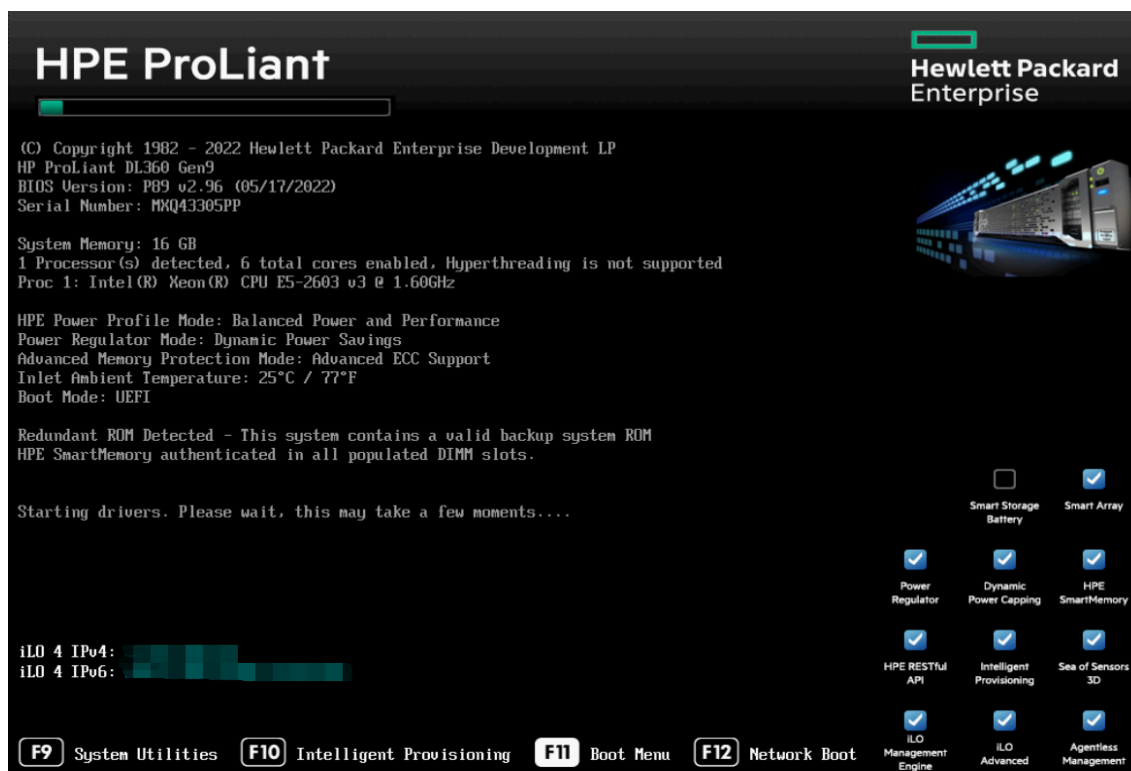 HPE ProLiant
Hewlett Packard
Enterprise
(C) Copyright 1982 - 2022 Hewlett Packard Enterprise Development LP
HP ProLiant DL360 Gen9
BIOS Version: P89 v2.96 (05/17/2022)
Serial Number: MXQ43305PP
System Memory: 16 GB
1 Processor(s) detected, 6 total cores enabled, Hyperthreading is not supported
Proc 1: Intel(R) Xeon(R) CPU E5-2603 v3 @ 1.60GHz
HPE Power Profile Mode: Balanced Power and Performance
Power Regulator Mode: Dynamic Power Savings
Advanced Memory Protection Mode: Advanced ECC Support
Inlet Ambient Temperature: 25°C / 77°F
Boot Mode: UEFI
Redundant ROM Detected - This system contains a valid backup system ROM
HPE SmartMemory authenticated in all populated DIMM slots.
Starting drivers. Please wait, this may take a few moments....
Smart Storage
Battery
Smart Array
Power
Regulator
Dynamic
Power Capping
HPE
SmartMemory
HPE RESTful
API
Intelligent
Provisioning
Sea of Sensors
3D
iLO
Management
Engine
iLO
Advanced
Agentless
Management
iLO 4 IPv4:
iLO 4 IPv6:
F9 System Utilities F10 Intelligent Provisioning F11 Boot Menu F12 Network Boot